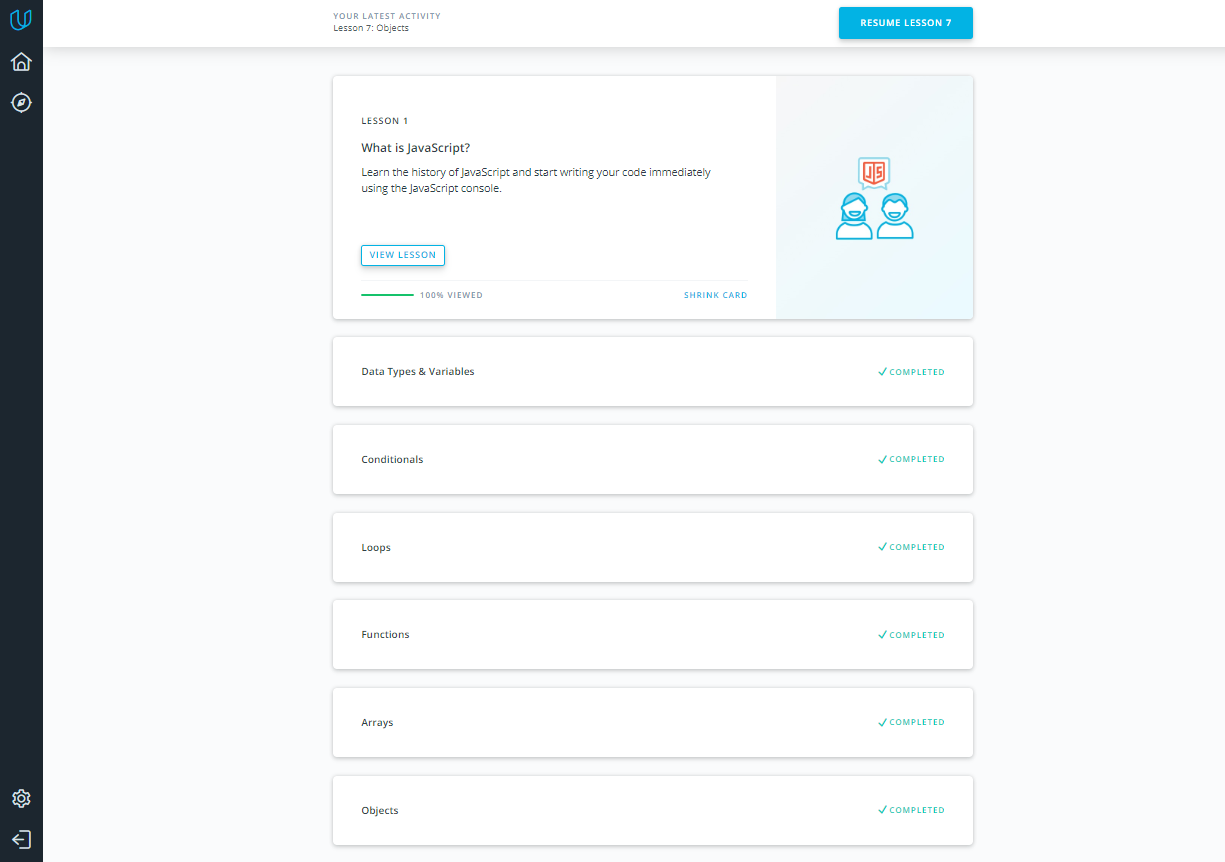 YOUR LATEST ACTIVITY
Lesson 7: Objects
RESUME LESSON 7
LESSON 1
What is JavaScript?
Learn the history of JavaScript and start writing your code immediately
using the JavaScript console.
JS
VIEW LESSON
100% VIEWED
SHRINK CARD
Data Types & Variables
COMPLETED
Conditionals
COMPLETED
Loops
COMPLETED
Functions
COMPLETED
Arrays
COMPLETED
Objects
COMPLETED